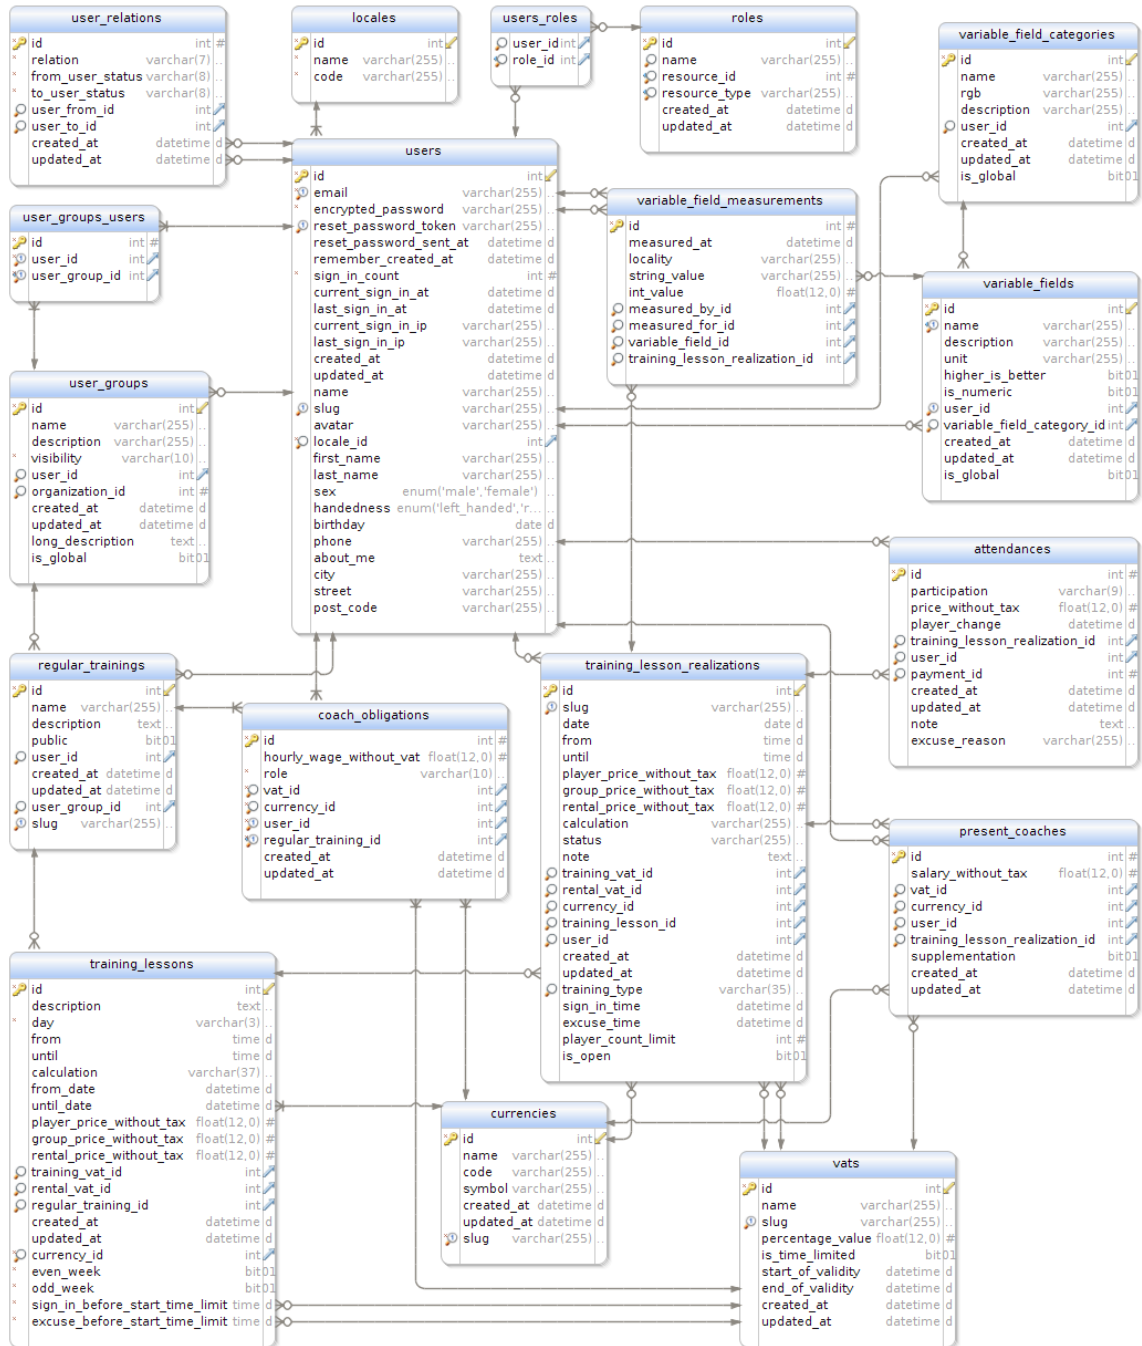 user_relations
id int #
relation varchar(7) ..
from_user_status varchar(8) ..
to_user_status varchar(8) ..
user_from_id int
user_to_id int
created_at datetime d
updated_at datetime d
locales
id int
name varchar(255) ..
code varchar(255) ..
users_roles
user_id int
role_id int
roles
id int
name varchar(255) ..
resource_id int #
resource_type varchar(255) ..
created_at datetime d
updated_at datetime d
variable_field_categories
id int
name varchar(255) ..
rgb varchar(255) ..
description varchar(255) ..
user_id int
created_at datetime d
updated_at datetime d
is_global bit 01
users
id int
email varchar(255) ..
encrypted_password varchar(255) ..
reset_password_token varchar(255) ..
reset_password_sent_at datetime d
remember_created_at datetime d
sign_in_count int #
current_sign_in_at datetime d
last_sign_in_at datetime d
current_sign_in_ip varchar(255) ..
last_sign_in_ip varchar(255) ..
created_at datetime d
updated_at datetime d
name varchar(255) ..
slug varchar(255) ..
avatar varchar(255) ..
locale_id int
first_name varchar(255) ..
last_name varchar(255) ..
sex enum('male','female') ..
handedness enum('left_handed','r... ..
birthday date d
phone varchar(255) ..
about_me text ..
city varchar(255) ..
street varchar(255) ..
post_code varchar(255) ..
user_groups_users
id int #
user_id int
user_group_id int
variable_field_measurements
id int #
measured_at datetime d
locality varchar(255) ..
string_value varchar(255) ..
int_value float(12,0) #
measured_by_id int
measured_for_id int
variable_field_id int
training_lesson_realization_id int
variable_fields
id int
name varchar(255) ..
description varchar(255) ..
unit varchar(255) ..
higher_is_better bit 01
is_numeric bit 01
user_id int
variable_field_category_id int
created_at datetime d
updated_at datetime d
is_global bit 01
user_groups
id int
name varchar(255) ..
description varchar(255) ..
visibility varchar(10) ..
user_id int
organization_id int #
created_at datetime d
updated_at datetime d
long_description text ..
is_global bit 01
attendances
id int #
participation varchar(9) ..
price_without_tax float(12,0) #
player_change datetime d
training_lesson_realization_id int
user_id int
payment_id int #
created_at datetime d
updated_at datetime d
note text ..
excuse_reason varchar(255) ..
regular_trainings
id int
name varchar(255) ..
description text ..
public bit 01
user_id int
created_at datetime d
updated_at datetime d
user_group_id int
slug varchar(255) ..
coach_obligations
id int #
hourly_wage_without_vat float(12,0) #
role varchar(10) ..
vat_id int
currency_id int
user_id int
regular_training_id int
created_at datetime d
updated_at datetime d
training_lesson_realizations
id int
slug varchar(255) ..
date date d
from time d
until time d
player_price_without_tax float(12,0) #
group_price_without_tax float(12,0) #
rental_price_without_tax float(12,0) #
calculation varchar(255) ..
status varchar(255) ..
note text ..
training_vat_id int
rental_vat_id int
currency_id int
training_lesson_id int
user_id int
created_at datetime d
updated_at datetime d
training_type varchar(35) ..
sign_in_time datetime d
excuse_time datetime d
player_count_limit int #
is_open bit 01
present_coaches
id int #
salary_without_tax float(12,0) #
vat_id int
currency_id int
user_id int
training_lesson_realization_id int
supplementation bit 01
created_at datetime d
updated_at datetime d
training_lessons
id int
description text ..
day varchar(3) ..
from time d
until time d
calculation varchar(37) ..
from_date datetime d
until_date datetime d
player_price_without_tax float(12,0) #
group_price_without_tax float(12,0) #
rental_price_without_tax float(12,0) #
training_vat_id int
rental_vat_id int
regular_training_id int
created_at datetime d
updated_at datetime d
currency_id int
even_week bit 01
odd_week bit 01
sign_in_before_start_time_limit time d
excuse_before_start_time_limit time d
currencies
id int
name varchar(255) ..
code varchar(255) ..
symbol varchar(255) ..
created_at datetime d
updated_at datetime d
slug varchar(255) ..
vats
id int
name varchar(255) ..
slug varchar(255) ..
percentage_value float(12,0) #
is_time_limited bit 01
start_of_validity datetime d
end_of_validity datetime d
created_at datetime d
updated_at datetime d